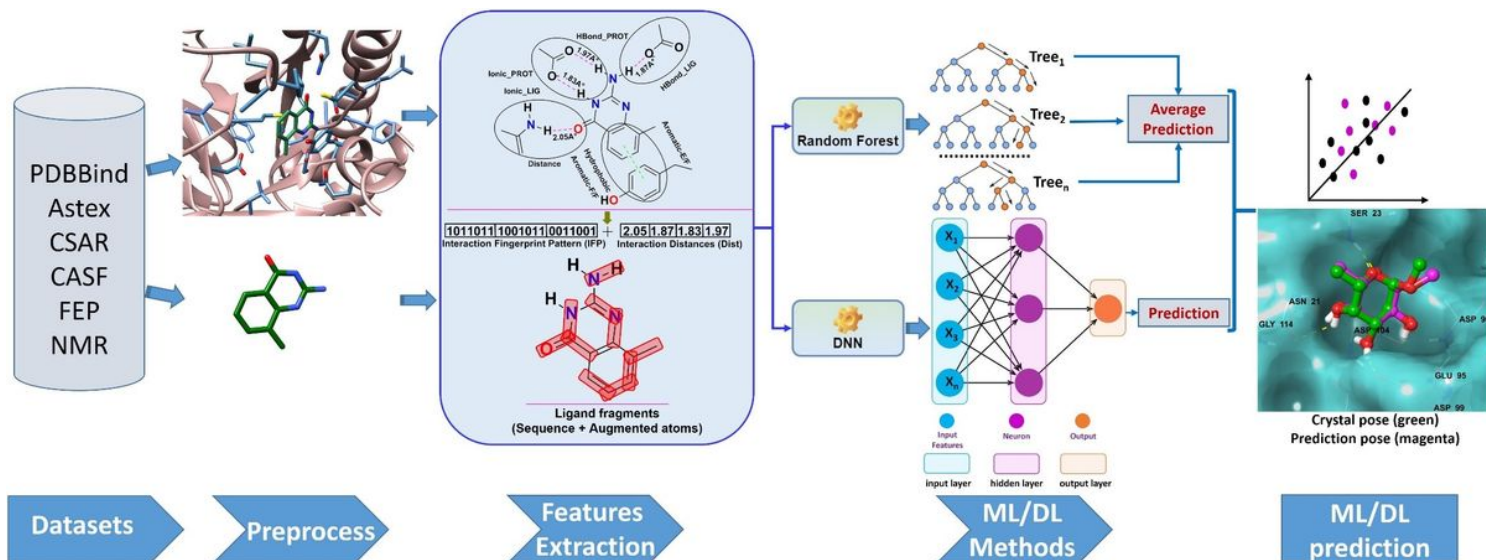 PDBBind
Astex
CSAR
CASF
FEP
NMR
HBond_PROT
1.97A°
Ionic_PROT
1.83A°
1.87A°
HBond_LIG
Ionic_LIG
2.05A°
Distance
Hydrophobic
Aromatic-F/F
Aromatic-E/F
O
O
H
H
O
O
N
H
N
N
H
N
H
O
HO
1011011 1001011 0011001 + 2.05 1.87 1.83 1.97
Interaction Fingerprint Pattern (IFP)
Interaction Distances (Dist)
H
N
H
H
N
N
O
Ligand fragments
(Sequence + Augmented atoms)
Random Forest
DNN
Tree1
Tree2
Treen
Average
Prediction
X1
X2
X3
Xn
Prediction
Input
Features
Neuron
Output
input layer
hidden layer
output layer
SER 23
ASN 21
GLY 114
ASP 104
GLU 95
ASP 99
Crystal pose (green)
Prediction pose (magenta)
Datasets
Preprocess
Features
Extraction
ML/DL
Methods
ML/DL
prediction